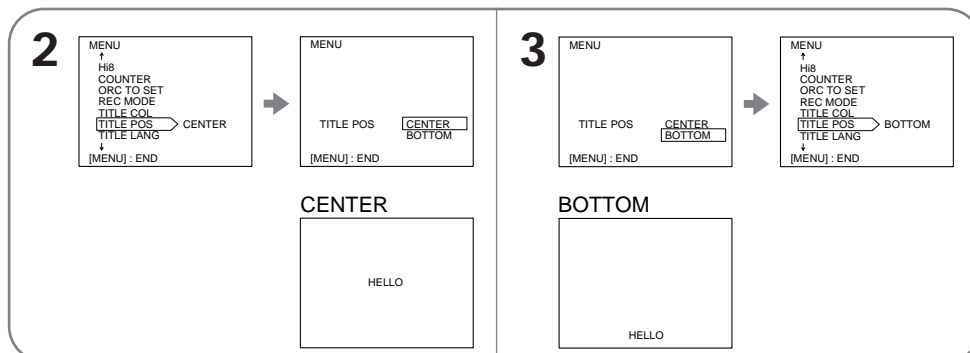 2
MENU
Hi8
COUNTER
ORC TO SET
REC MODE
TITLE COL
TITLE POS CENTER
TITLE LANG
[MENU] : END
MENU
TITLE POS CENTER
BOTTOM
[MENU] : END
CENTER
HELLO
3
MENU
TITLE POS CENTER
BOTTOM
[MENU] : END
MENU
Hi8
COUNTER
ORC TO SET
REC MODE
TITLE COL
TITLE POS BOTTOM
TITLE LANG
[MENU] : END
BOTTOM
HELLO